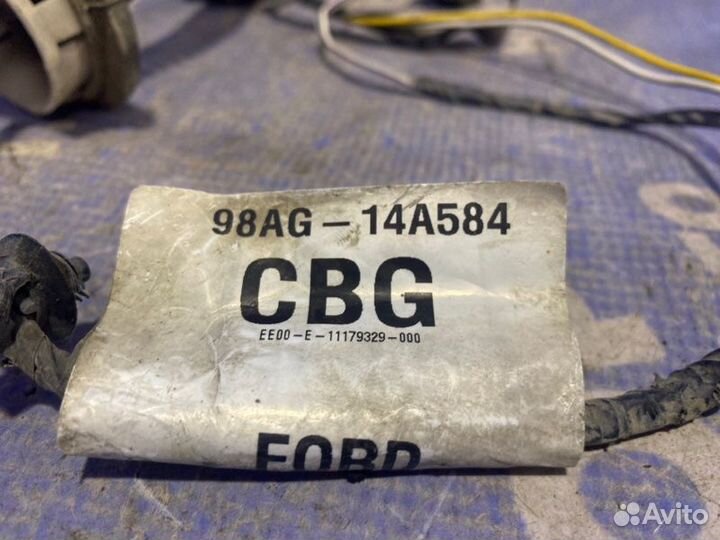 98AG-14A584
CBG
EE00-E-11179329-000
FORD
Avito